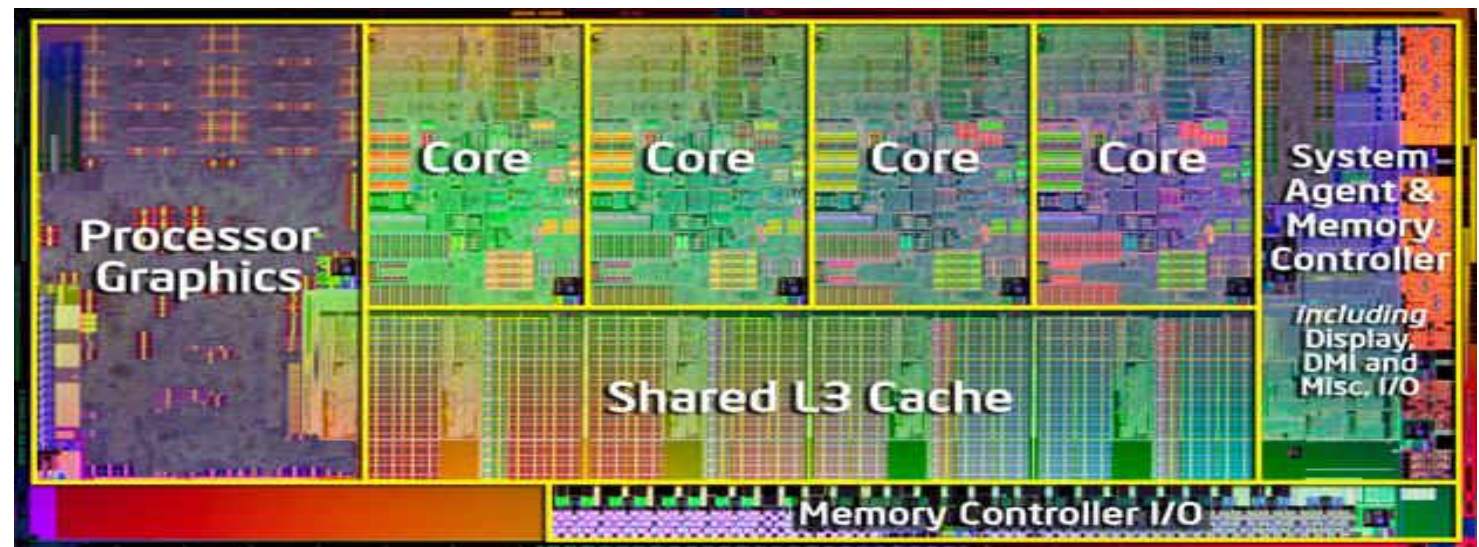 Processor
Graphics
Core
Core
Core
Core
System
Agent &
Memory
Controller
including
Display,
DMI and
Misc. I/O
Shared L3 Cache
Memory Controller I/O